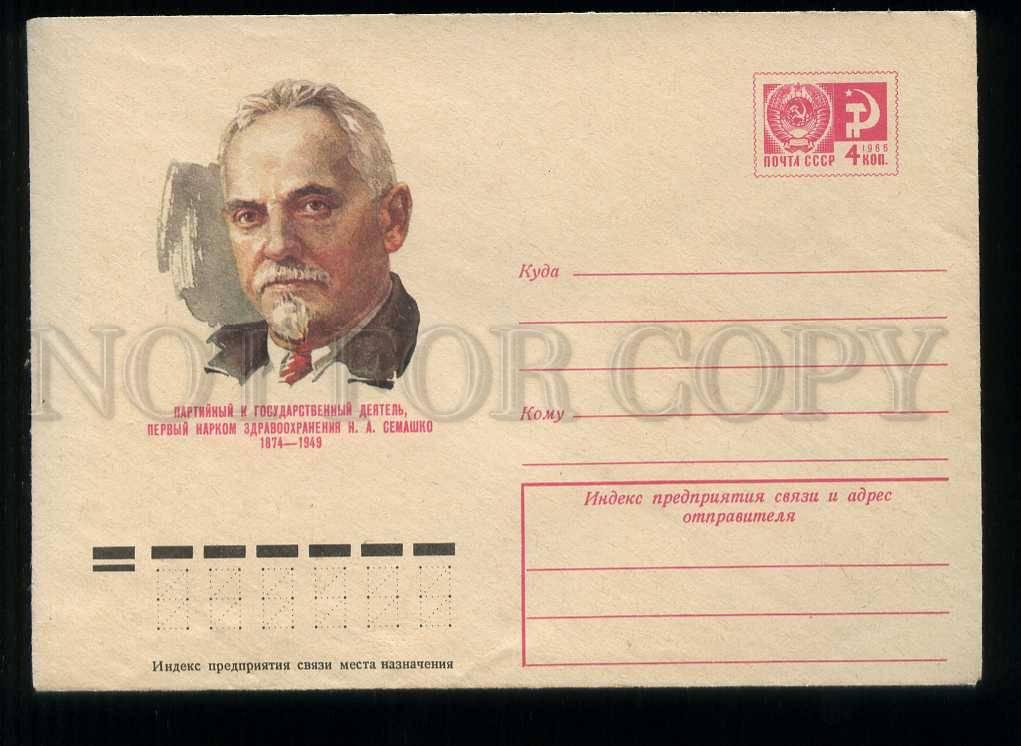 1966
ПОЧТА СССР 4 КОП.
Куда
ПАРТИЙНЫЙ И ГОСУДАРСТВЕННЫЙ ДЕЯТЕЛЬ,
ПЕРВЫЙ НАРКОМ ЗДРАВООХРАНЕНИЯ Н. А. СЕМАШКО
1874—1949
Кому
NOT FOR COPY
Индекс предприятия связи и адрес
отправителя
Индекс предприятия связи места назначения